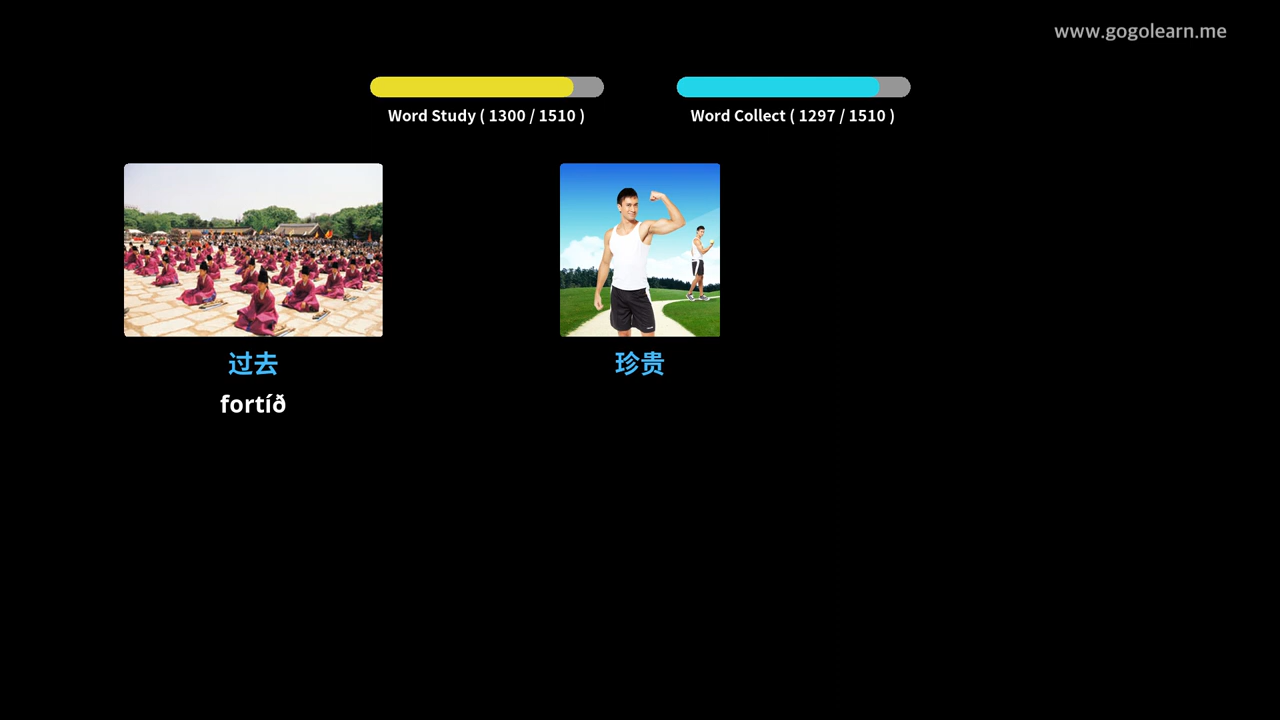 www.gogolearn.me
Word Study ( 1300 / 1510 )
Word Collect ( 1297 / 1510 )
过去
fortíð
珍贵